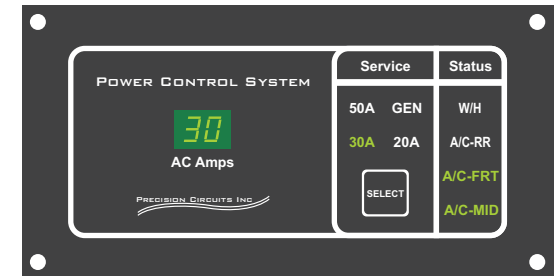 POWER CONTROL SYSTEM
30
AC Amps
PRECISION CIRCUITS INC
Service
50A GEN
30A 20A
SELECT
Status
W/H
A/C-RR
A/C-FRT
A/C-MID